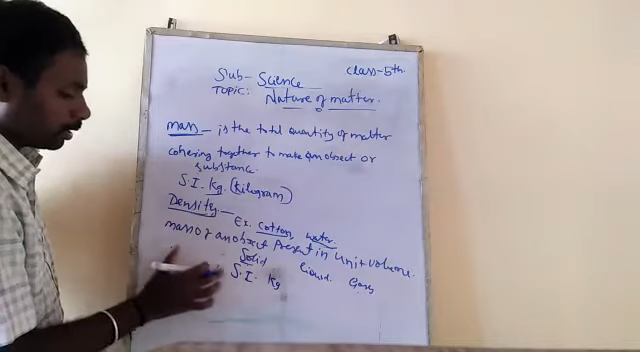 Sub- Science Class-5th.
TOPIC: Nature of matter.
mass - is the total quantity of matter
cohering together to make an object or
substance.
S.I. Kg. (Kilogram)
Density -
Ex. cotton, water.
mass of an object present in unit volume.
Solid liquid Gas
S.I. Kg